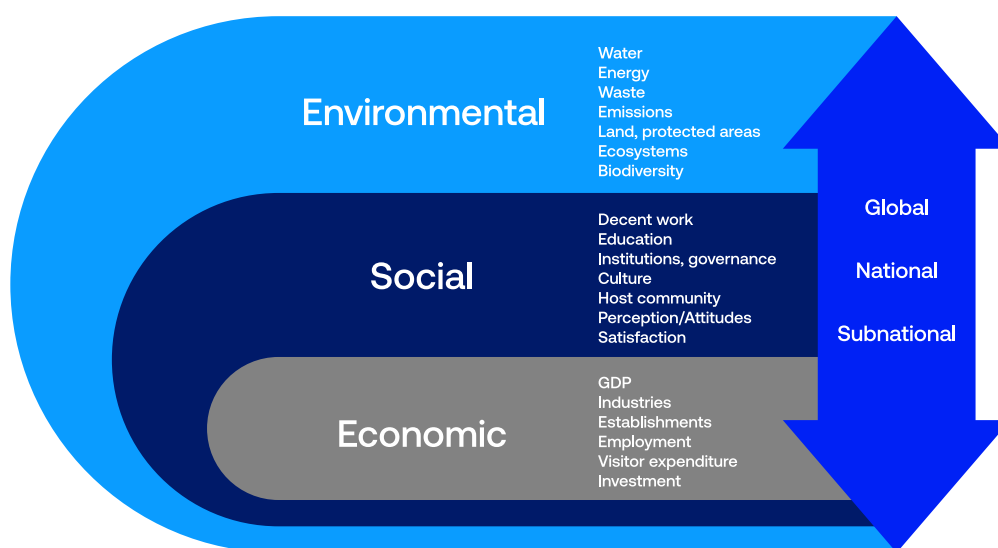 Environmental
Water
Energy
Waste
Emissions
Land, protected areas
Ecosystems
Biodiversity
Social
Decent work
Education
Institutions, governance
Culture
Host community
Perception/Attitudes
Satisfaction
Economic
GDP
Industries
Establishments
Employment
Visitor expenditure
Investment
Global
National
Subnational